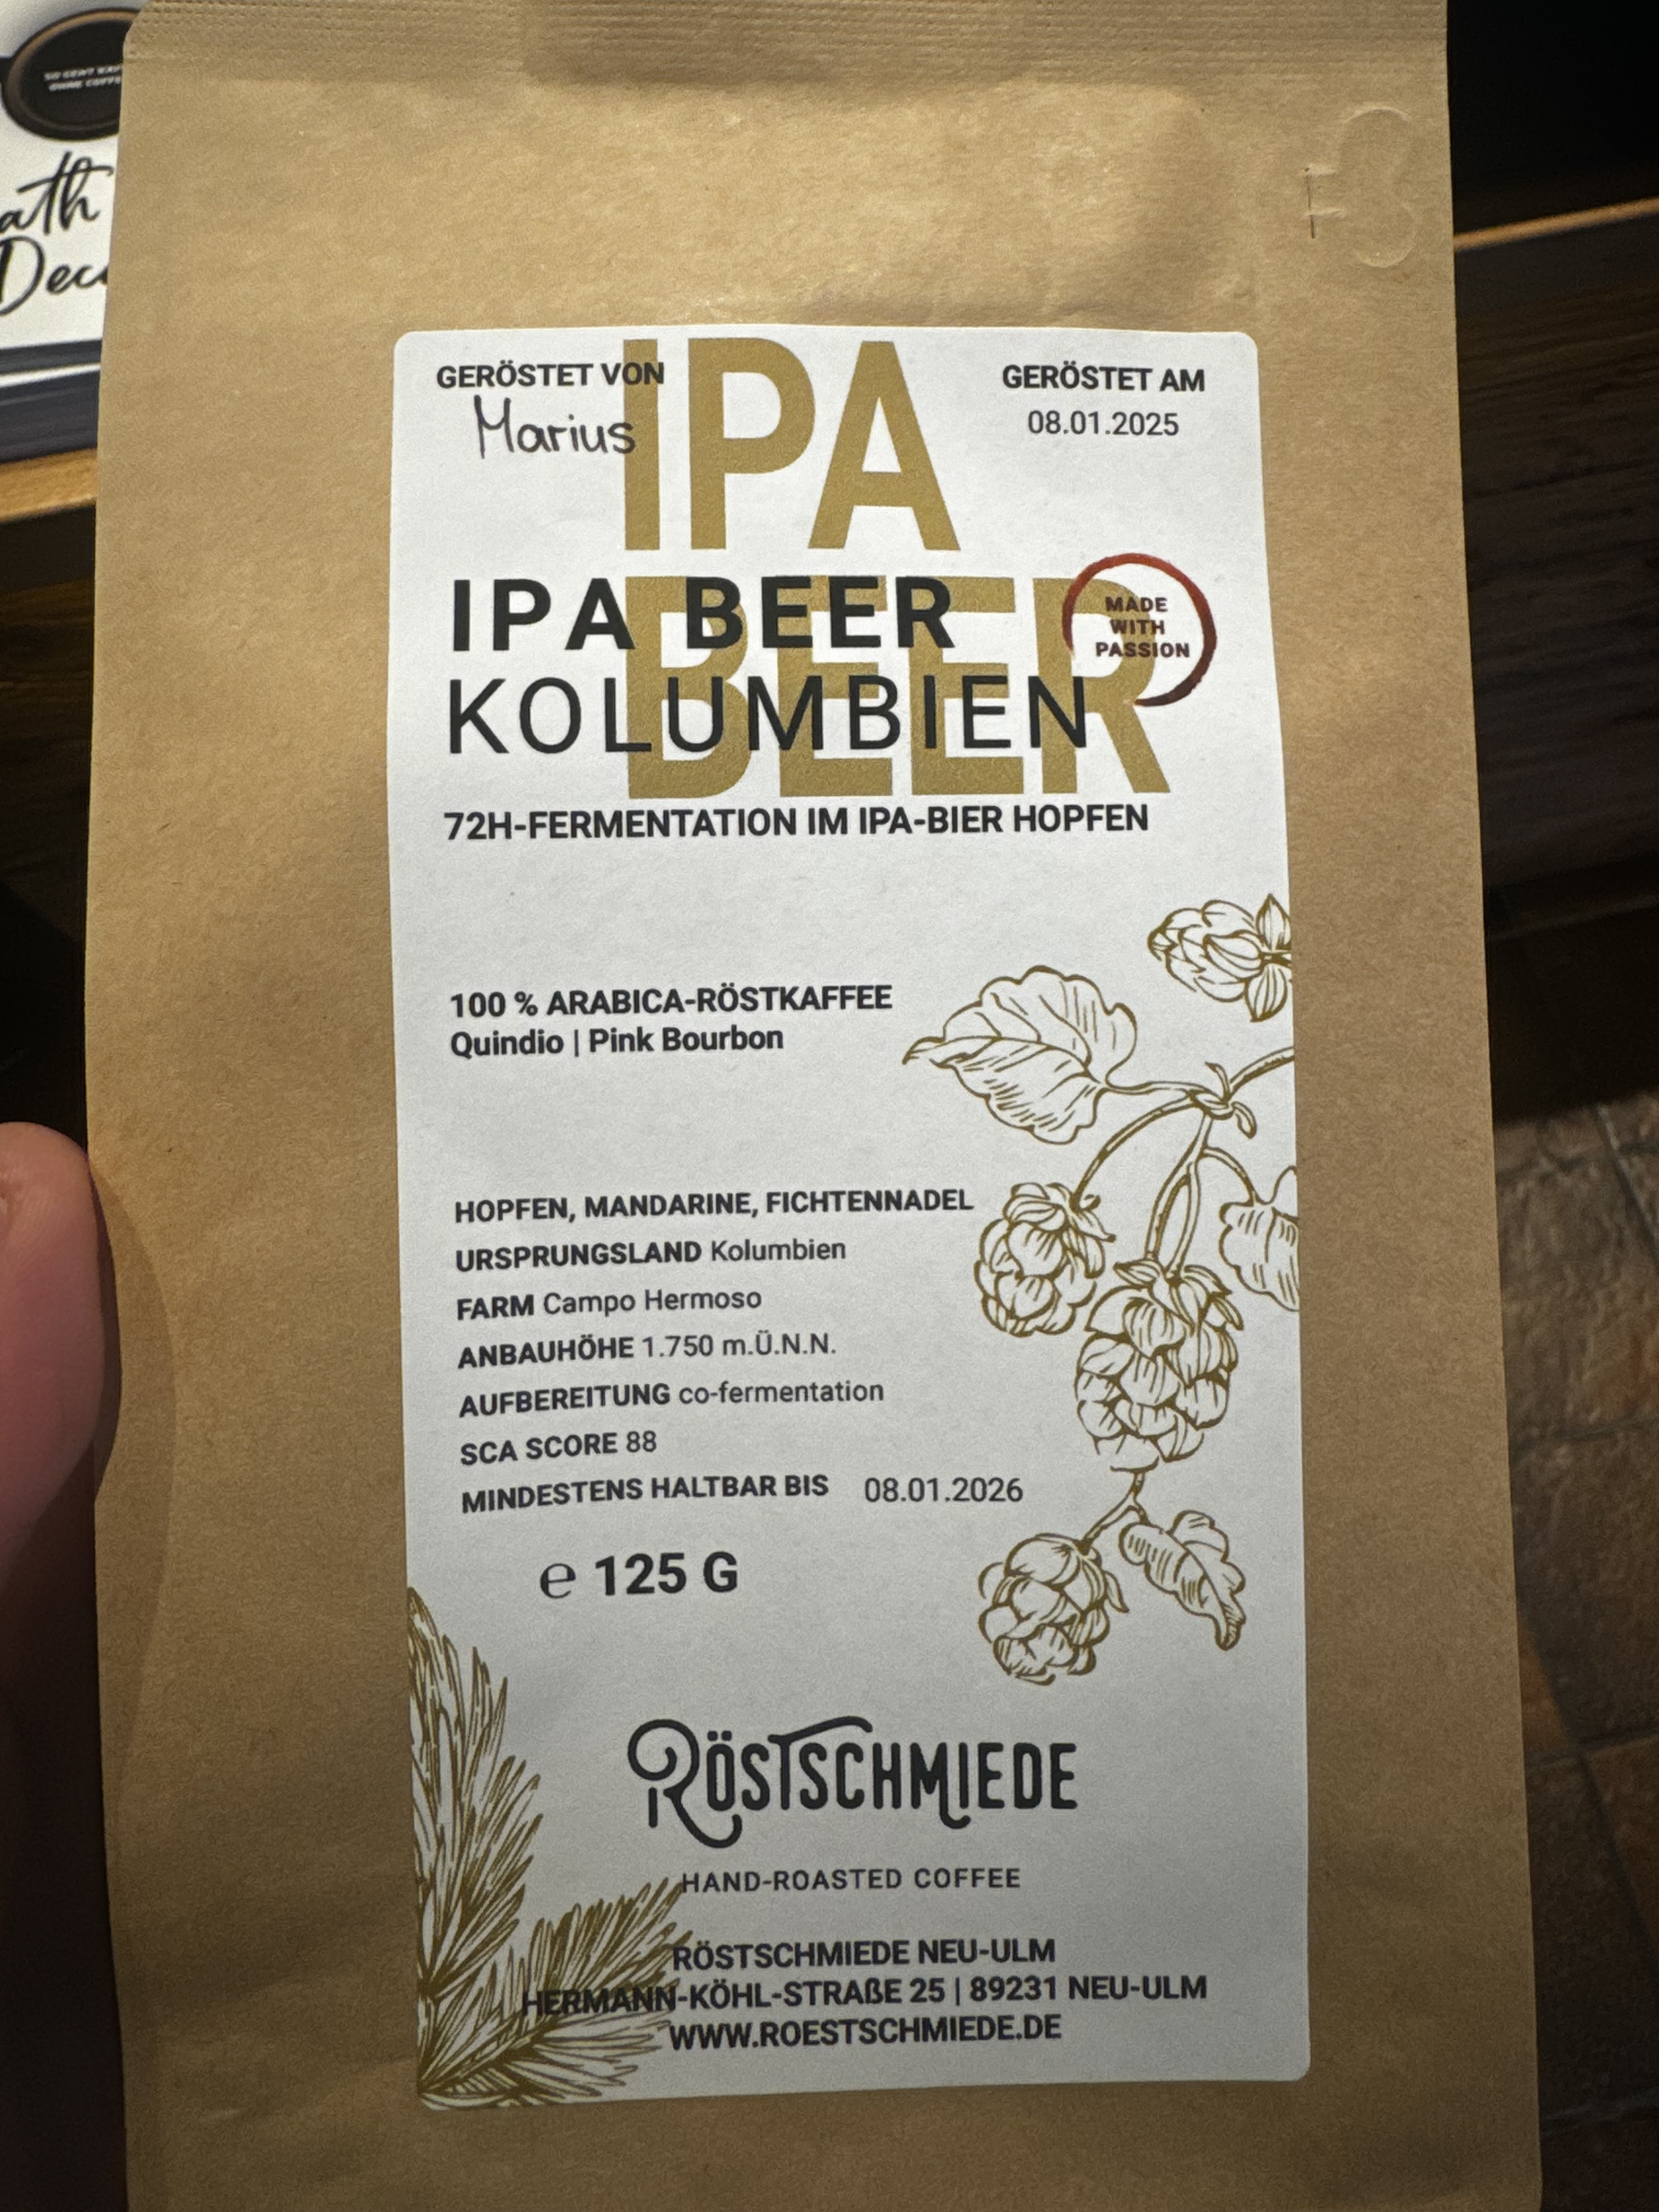 ath
GERÖSTET VON
Marius
GERÖSTET AM
08.01.2025
IPA
BEER
IPA BEER
KOLUMBIEN
MADE
WITH
PASSION
72H-FERMENTATION IM IPA-BIER HOPFEN
100 % ARABICA-RÖSTKAFFEE
Quindio | Pink Bourbon
HOPFEN, MANDARINE, FICHTENNADEL
URSPRUNGSLAND Kolumbien
FARM Campo Hermoso
ANBAUHÖHE 1.750 m.Ü.N.N.
AUFBEREITUNG co-fermentation
SCA SCORE 88
MINDESTENS HALTBAR BIS 08.01.2026
℮ 125 G
RÖSTSCHMIEDE
HAND-ROASTED COFFEE
RÖSTSCHMIEDE NEU-ULM
HERMANN-KÖHL-STRAßE 25 | 89231 NEU-ULM
WWW.ROESTSCHMIEDE.DE